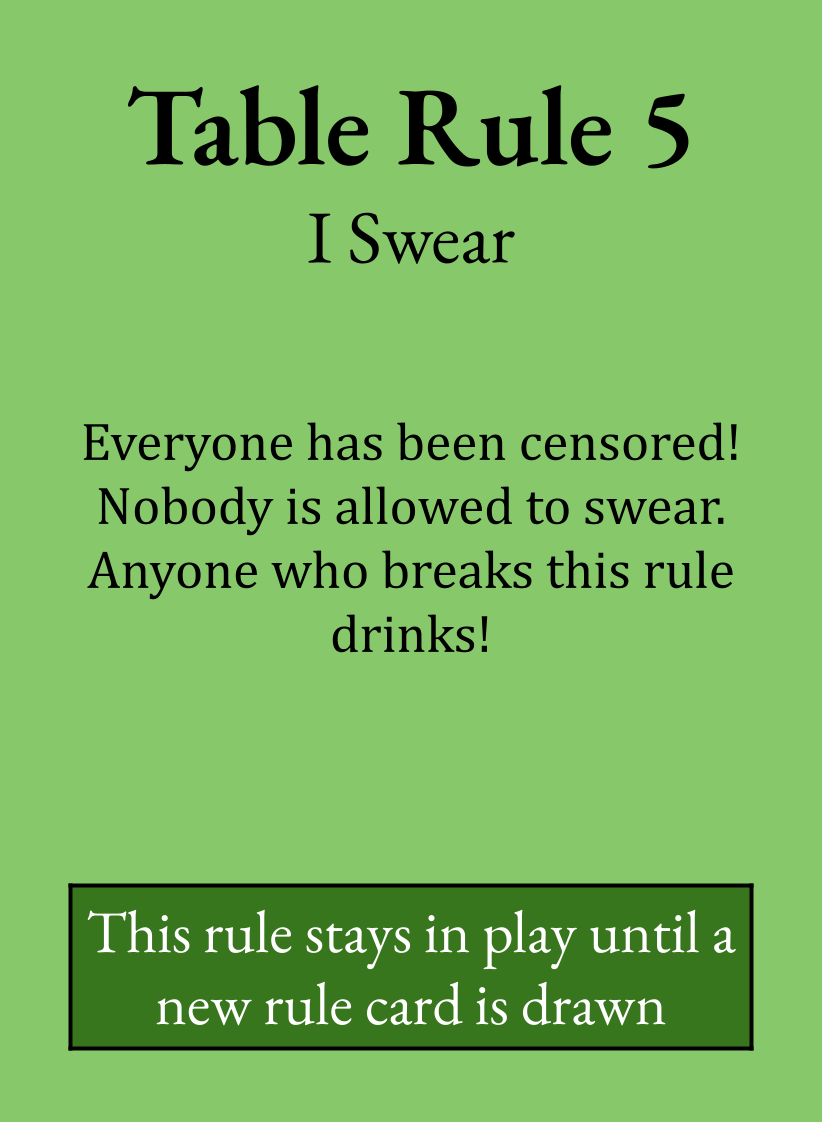 Table Rule 5
I Swear
Everyone has been censored!
Nobody is allowed to swear.
Anyone who breaks this rule
drinks!
This rule stays in play until a
new rule card is drawn